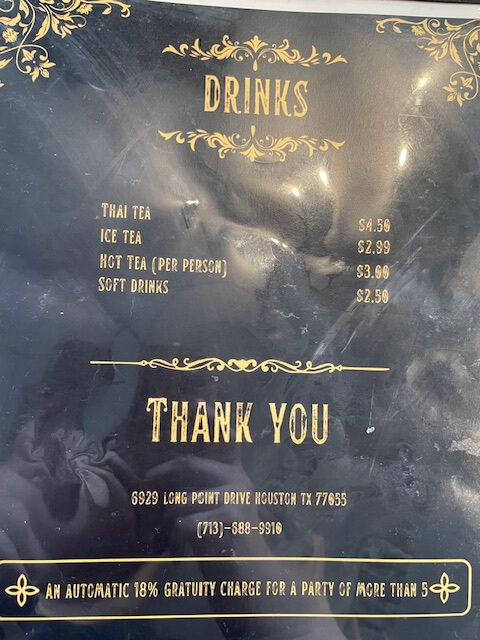 DRINKS
THAI TEA $4.50
ICE TEA $2.99
HOT TEA (PER PERSON) $3.00
SOFT DRINKS $2.50
THANK YOU
6929 LONG POINT DRIVE HOUSTON TX 77055
(713)-688-9910
AN AUTOMATIC 18% GRATUITY CHARGE FOR A PARTY OF MORE THAN 5